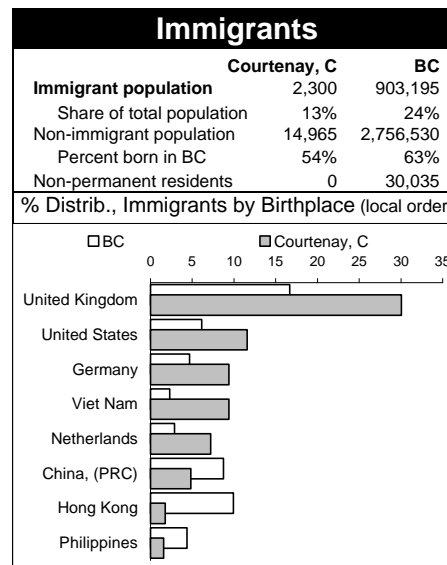 Immigrants
Courtenay, C BC
Immigrant population 2,300 903,195
Share of total population 13% 24%
Non-immigrant population 14,965 2,756,530
Percent born in BC 54% 63%
Non-permanent residents 0 30,035
% Distrib., Immigrants by Birthplace (local order
BC Courtenay, C
0 5 10 15 20 25 30 35
United Kingdom
United States
Germany
Viet Nam
Netherlands
China, (PRC)
Hong Kong
Philippines